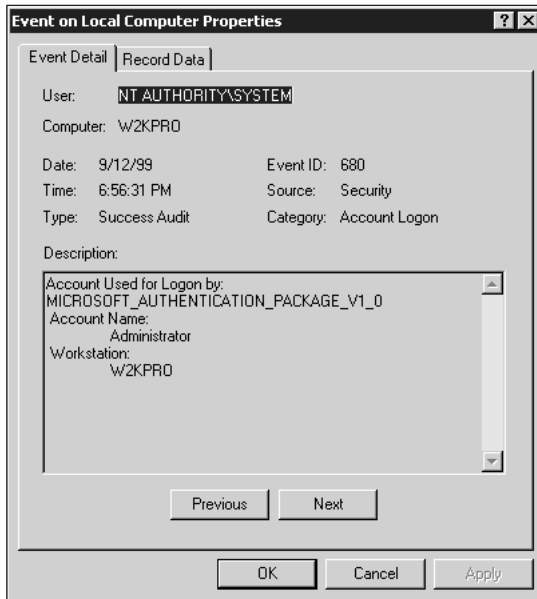 Event on Local Computer Properties
Event Detail Record Data
User: NT AUTHORITY\SYSTEM
Computer: W2KPRO
Date: 9/12/99 Event ID: 680
Time: 6:56:31 PM Source: Security
Type: Success Audit Category: Account Logon
Description:
Account Used for Logon by:
MICROSOFT_AUTHENTICATION_PACKAGE_V1_0
Account Name:
Administrator
Workstation:
W2KPRO
Previous Next
OK Cancel Apply